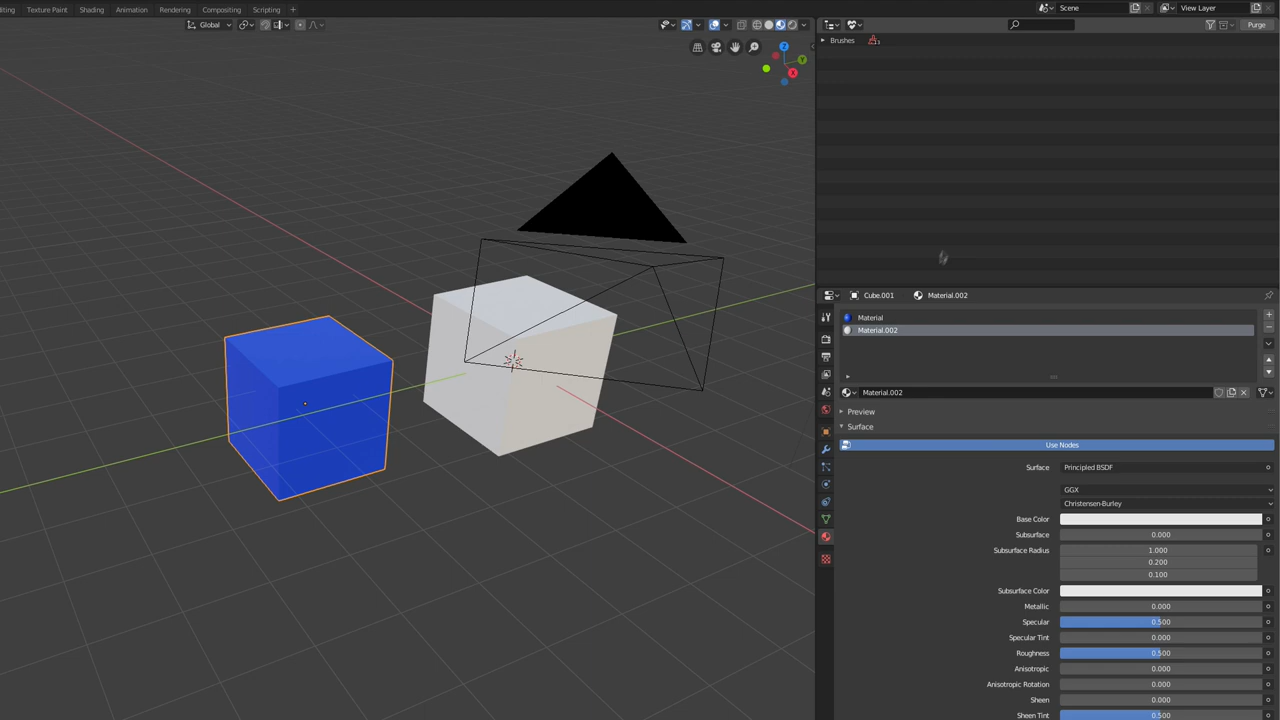 iting Texture Paint Shading Animation Rendering Compositing Scripting +
Scene View Layer
Global
Purge
Z
Y
X
Brushes 3
Cube.001 Material.002
Material
Material.002
Material.002
Preview
Surface
Use Nodes
Surface Principled BSDF
GGX
Christensen-Burley
Base Color
Subsurface 0.000
Subsurface Radius 1.000
0.200
0.100
Subsurface Color
Metallic 0.000
Specular 0.500
Specular Tint 0.000
Roughness 0.500
Anisotropic 0.000
Anisotropic Rotation 0.000
Sheen 0.000
Sheen Tint 0.500